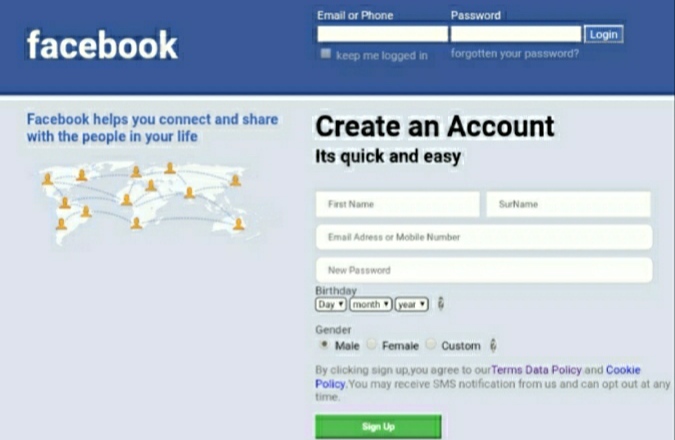 facebook
Email or Phone
Password
Login
keep me logged in
forgotten your password?
Facebook helps you connect and share
with the people in your life
Create an Account
Its quick and easy
First Name
SurName
Email Adress or Mobile Number
New Password
Birthday
Day
month
year
Gender
Male
Female
Custom
By clicking sign up,you agree to ourTerms Data Policy and Cookie
Policy.You may receive SMS notification from us and can opt out at any
time.
Sign Up